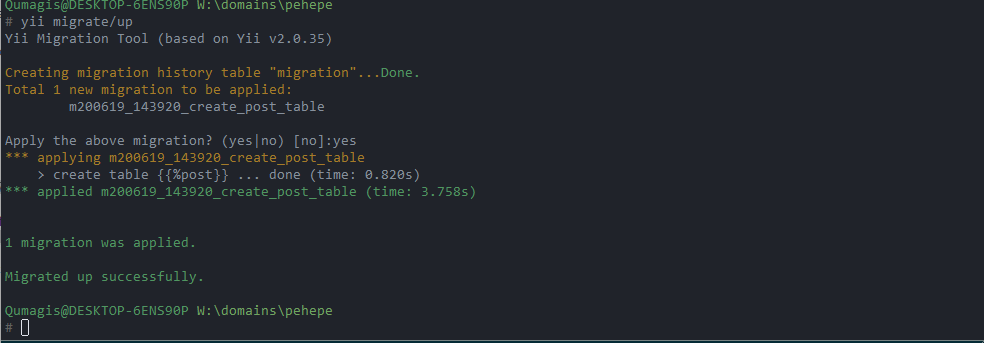 Qumagis@DESKTOP-6ENS90P W:\domains\pehepe
# yii migrate/up
Yii Migration Tool (based on Yii v2.0.35)
Creating migration history table "migration"...Done.
Total 1 new migration to be applied:
m200619_143920_create_post_table
Apply the above migration? (yes|no) [no]:yes
*** applying m200619_143920_create_post_table
> create table {{%post}} ... done (time: 0.820s)
*** applied m200619_143920_create_post_table (time: 3.758s)
1 migration was applied.
Migrated up successfully.
Qumagis@DESKTOP-6ENS90P W:\domains\pehepe
#